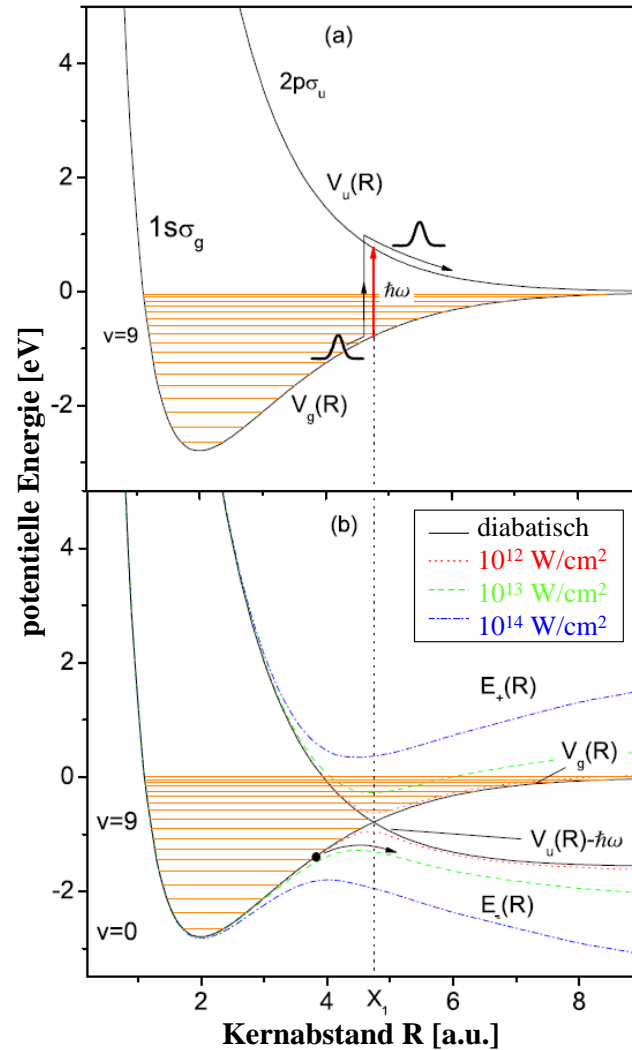 (a)
4
2pσu
2
Vu(R)
1sσg
0
ħω
v=9
-2
Vg(R)
potentielle Energie [eV]
(b)
diabatisch
10¹² W/cm²
10¹³ W/cm²
10¹⁴ W/cm²
4
2
E+(R)
Vg(R)
0
v=9
Vu(R)-ħω
-2
E-(R)
v=0
2
4
X1
6
8
Kernabstand R [a.u.]